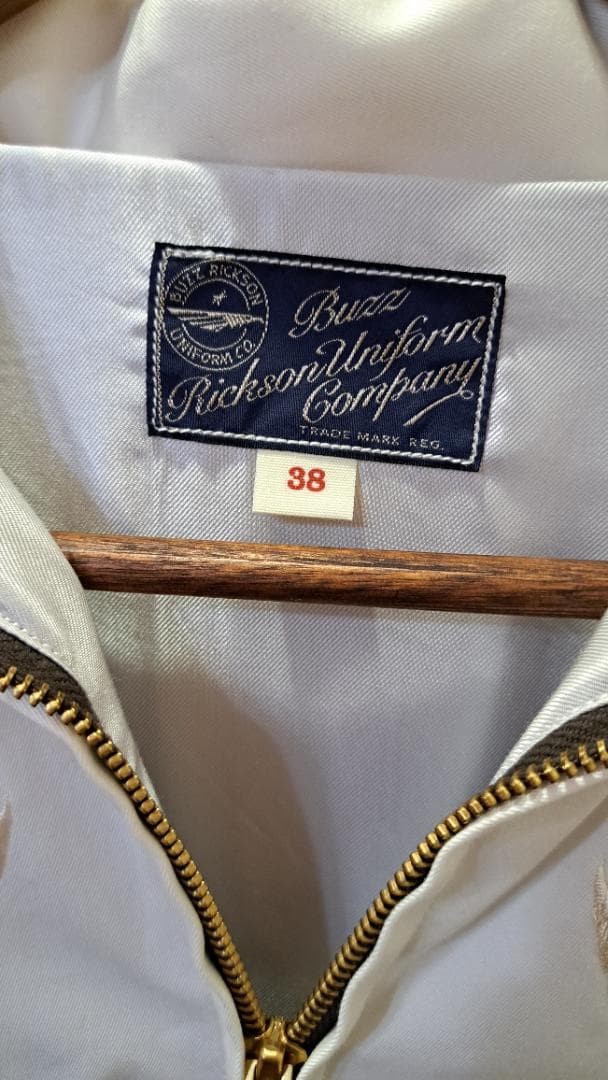 BUZZ RICKSON
UNIFORM CO.
Buzz
Rickson Uniform
Company
TRADE MARK REG.
38